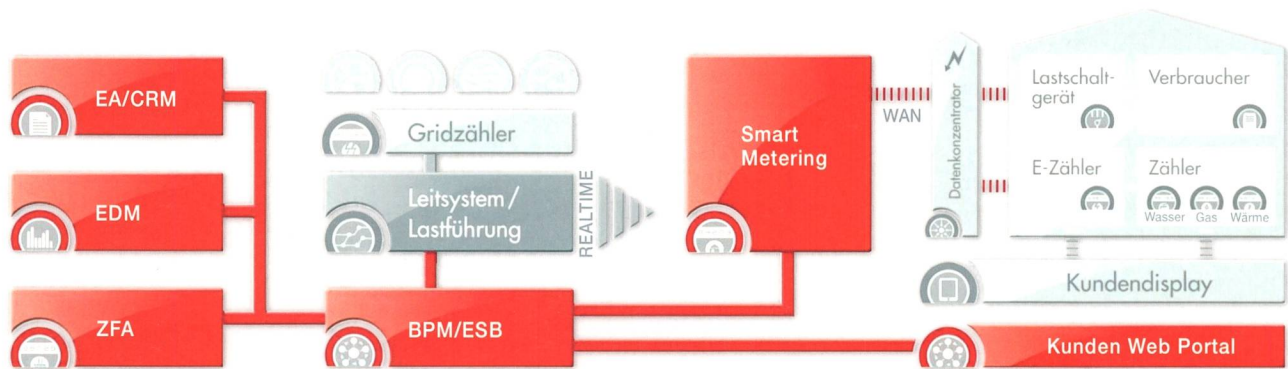 EA/CRM
EDM
ZFA
Gridzähler
Leitsystem /
Lastführung
REALTIME
BPM/ESB
Smart
Metering
WAN
Datenkonzentrator
Lastschalt-
gerät
Verbraucher
E-Zähler
Zähler
Wasser Gas Wärme
Kundendisplay
Kunden Web Portal